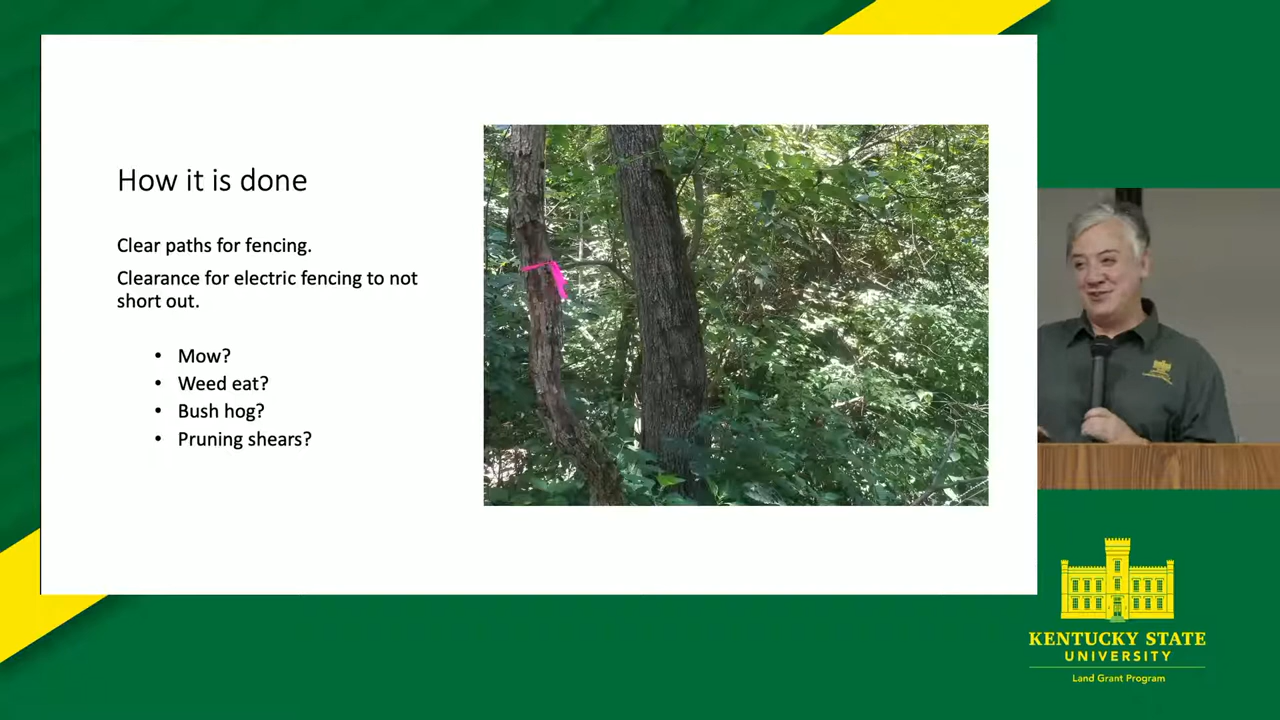 How it is done
Clear paths for fencing.
Clearance for electric fencing to not
short out.
• Mow?
• Weed eat?
• Bush hog?
• Pruning shears?
KENTUCKY STATE
UNIVERSITY
Land Grant Program